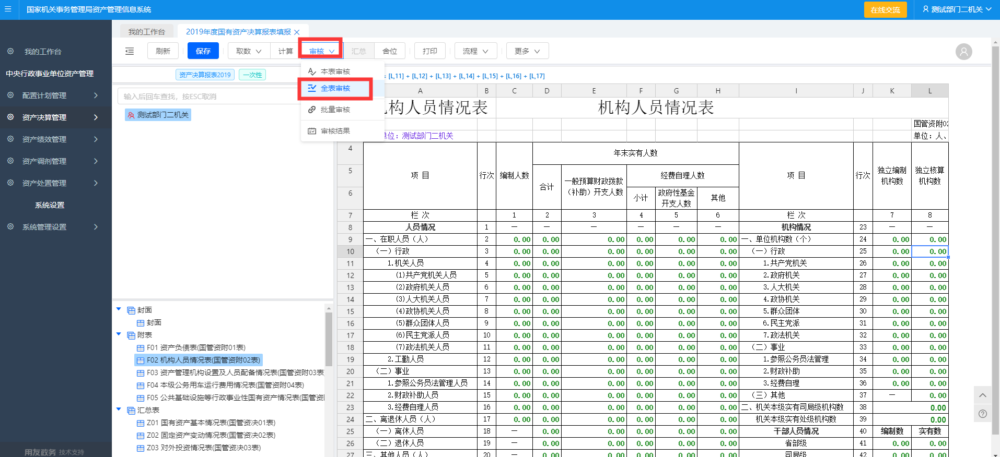 国家机关事务管理局资产管理信息系统
在线交流
测试部门二机关
我的工作台
2019年度国有资产决算报表填报
刷新
保存
取数
计算
审核
汇总
舍位
打印
流程
更多
我的工作台
中央行政事业单位资产管理
配置计划管理
资产决算管理
资产绩效管理
资产调剂管理
资产处置管理
系统设置
系统管理设置
用友政务 技术支持
资产决算报表2019
一次性
输入后回车查找，按ESC取消
测试部门二机关
本表审核
全表审核
批量审核
审核结果
封面
封面
附表
F01 资产负债表(国管资附01表)
F02 机构人员情况表(国管资附02表)
F03 资产管理机构设置及人员配备情况表(国管资附03表
F04 本级公务用车运行费用情况表(国管资附04表)
F05 公共基础设施等行政事业性国有资产情况表(国管资
汇总表
Z01 国有资产基本情况表(国管资决01表)
Z02 固定资产变动情况表(国管资决02表)
Z03 对外投资情况表(国管资决03表)
= [L,11] + [L,12] + [L,13] + [L,14] + [L,15] + [L,16] + [L,17]
A B C D E F G H I J K L
构人员情况表 机构人员情况表
国管资附02
单位：测试部门二机关 单位：人、
4 项 目 行次 编制人数 年末实有人数 项 目 行次 独立编制机构数 独立核算机构数
5 合计 一般预算财政拨款（补助）开支人数 经费自理人数
6 小计 政府性基金开支人数 其他
7 栏 次 1 2 3 4 5 6 栏 次 7 8
8 人员情况 1 — — — — — — 机构情况 23 — —
9 一、在职人员（人） 2 0.00 0.00 0.00 0.00 0.00 0.00 一、单位机构数（个） 24 0.00 0.00
10 （一）行政 3 0.00 0.00 0.00 0.00 0.00 0.00 （一）行政 25 0.00 0.00
11 1.机关人员 4 0.00 0.00 0.00 0.00 0.00 0.00 1.共产党机关 26 0.00 0.00
12 (1)共产党机关人员 5 0.00 0.00 0.00 0.00 0.00 0.00 2.政府机关 27 0.00 0.00
13 (2)政府机关人员 6 0.00 0.00 0.00 0.00 0.00 0.00 3.人大机关 28 0.00 0.00
14 (3)人大机关人员 7 0.00 0.00 0.00 0.00 0.00 0.00 4.政协机关 29 0.00 0.00
15 (4)政协机关人员 8 0.00 0.00 0.00 0.00 0.00 0.00 5.群众团体 30 0.00 0.00
16 (5)群众团体人员 9 0.00 0.00 0.00 0.00 0.00 0.00 6.民主党派 31 0.00 0.00
17 (6)民主党派人员 10 0.00 0.00 0.00 0.00 0.00 0.00 7.政法机关 32 0.00 0.00
18 (7)政法机关人员 11 0.00 0.00 0.00 0.00 0.00 0.00 （二）事业 33 0.00 0.00
19 2.工勤人员 12 0.00 0.00 0.00 0.00 0.00 0.00 1.参照公务员法管理 34 0.00 0.00
20 （二）事业 13 0.00 0.00 0.00 0.00 0.00 0.00 2.财政补助 35 0.00 0.00
21 1.参照公务员法管理人员 14 0.00 0.00 0.00 0.00 0.00 0.00 3.经费自理 36 0.00 0.00
22 2.财政补助人员 15 0.00 0.00 0.00 0.00 0.00 0.00 （三）其他 37 — 0.00
23 3.经费自理人员 16 0.00 0.00 0.00 0.00 0.00 0.00 二、机关本级实有司局级机构数 38 0.00
24 二、离退休人员（人） 17 0.00 0.00 0.00 0.00 0.00 0.00 机关本级实有处级机构数 39 0.00
25 （一）离休人员 18 — 0.00 0.00 0.00 0.00 0.00 干部人员情况 40 编制数 实有数
26 （二）退休人员 19 — 0.00 0.00 0.00 0.00 0.00 省部级 41 0.00 0.00
27 三、其他人员（人） 20 — 0.00 0.00 0.00 0.00 0.00 司局级 42 0.00 0.00